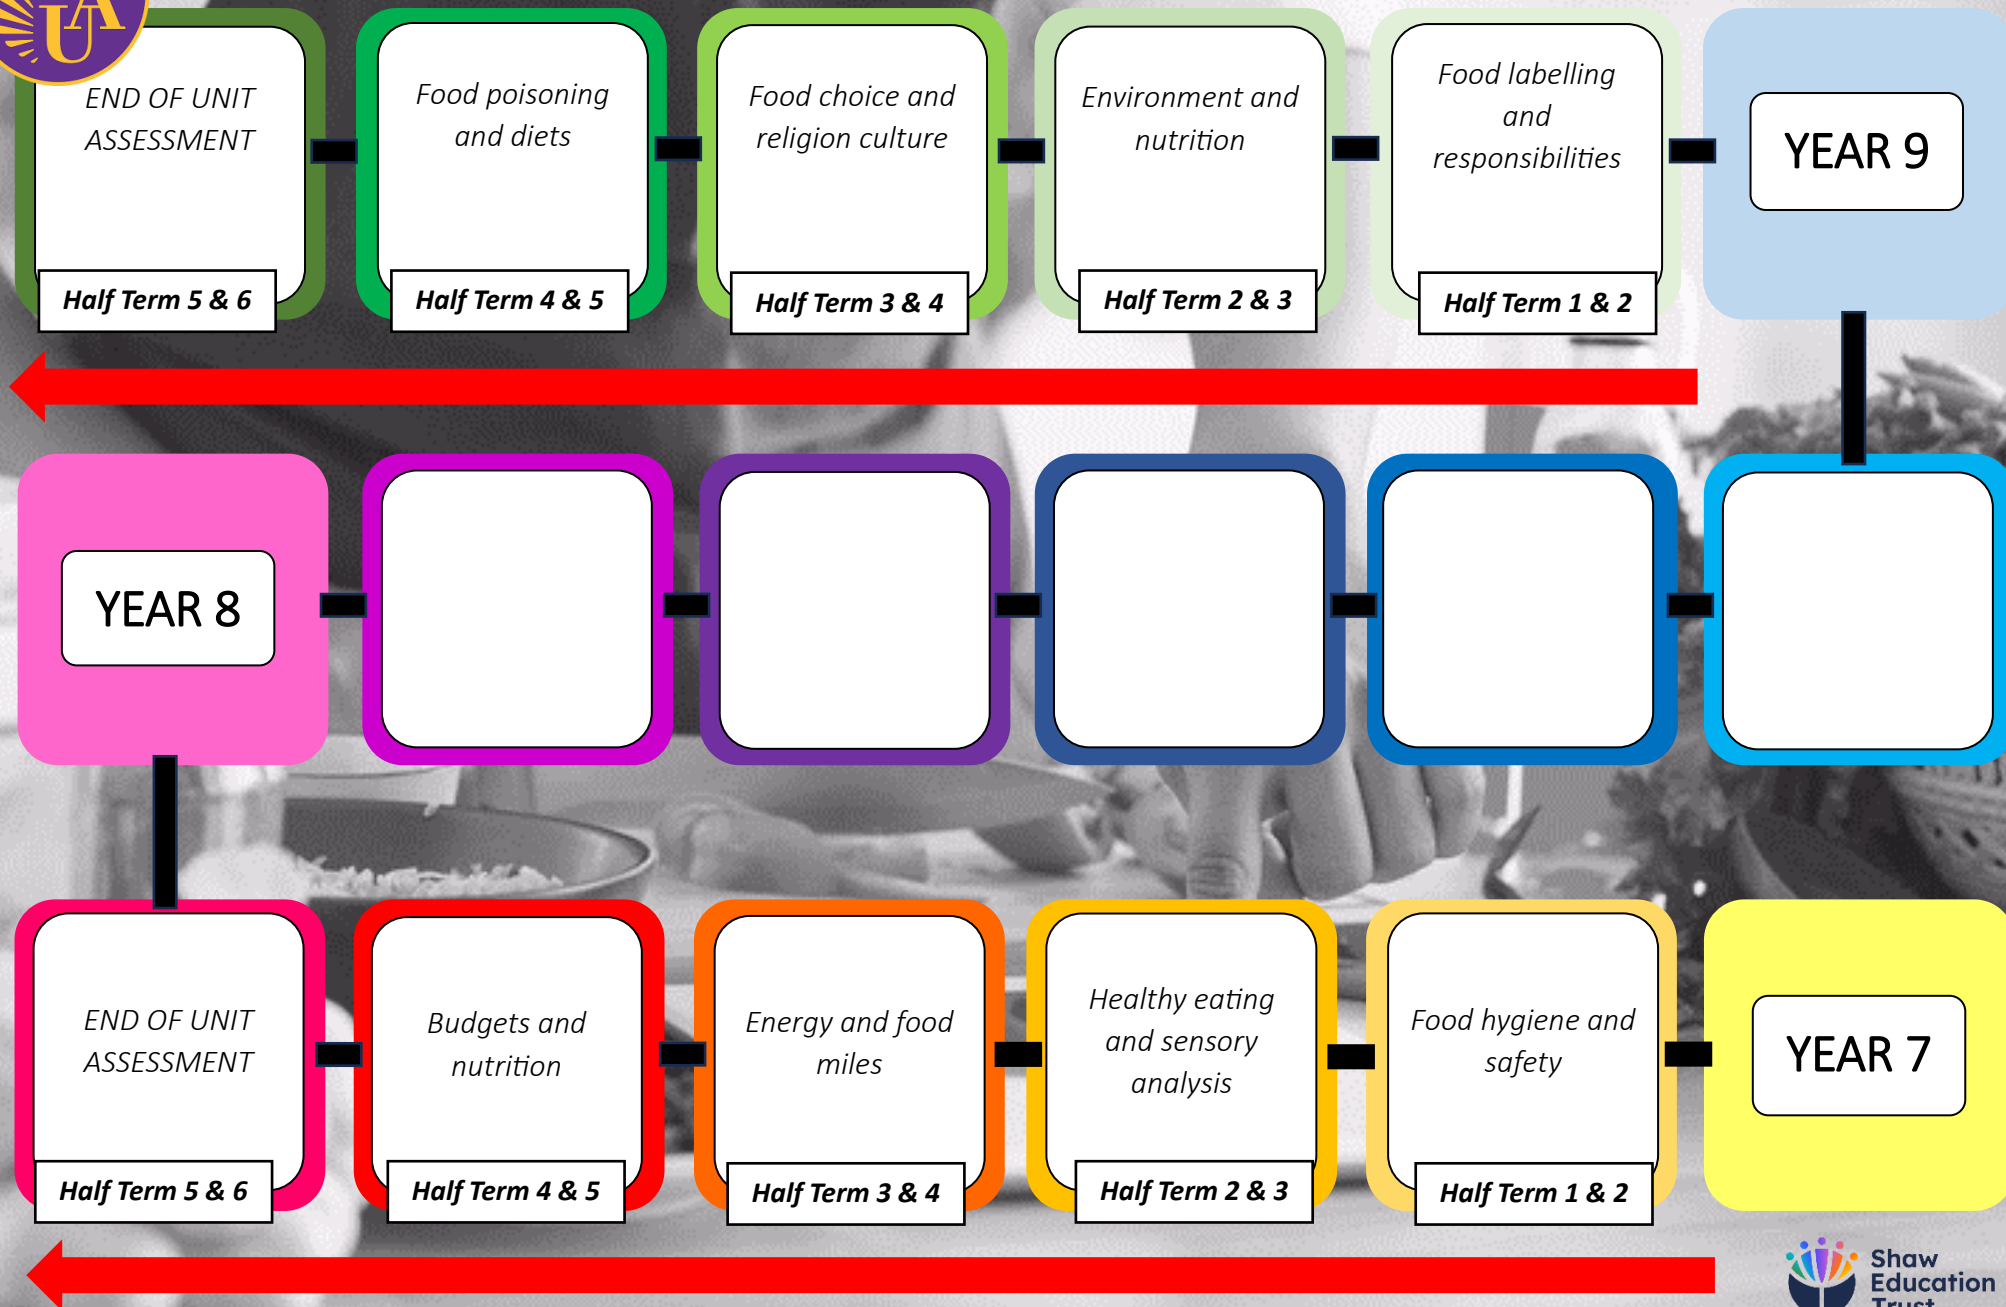 UA
END OF UNIT
ASSESSMENT
Half Term 5 & 6
Food poisoning
and diets
Half Term 4 & 5
Food choice and
religion culture
Half Term 3 & 4
Environment and
nutrition
Half Term 2 & 3
Food labelling
and
responsibilities
Half Term 1 & 2
YEAR 9
YEAR 8
END OF UNIT
ASSESSMENT
Half Term 5 & 6
Budgets and
nutrition
Half Term 4 & 5
Energy and food
miles
Half Term 3 & 4
Healthy eating
and sensory
analysis
Half Term 2 & 3
Food hygiene and
safety
Half Term 1 & 2
YEAR 7
Shaw
Education
Trust